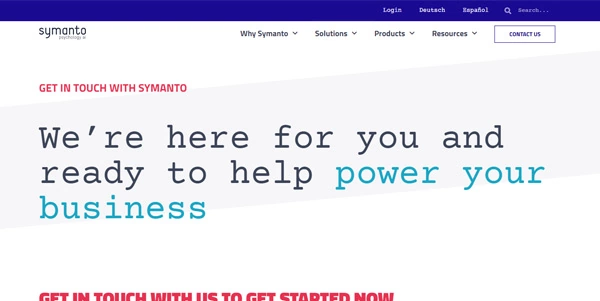 Login Deutsch Español Search...
symanto
psychology ai
Why Symanto Solutions Products Resources CONTACT US
GET IN TOUCH WITH SYMANTO
We’re here for you and
ready to help power your
business
GET IN TOUCH WITH US TO GET STARTED NOW